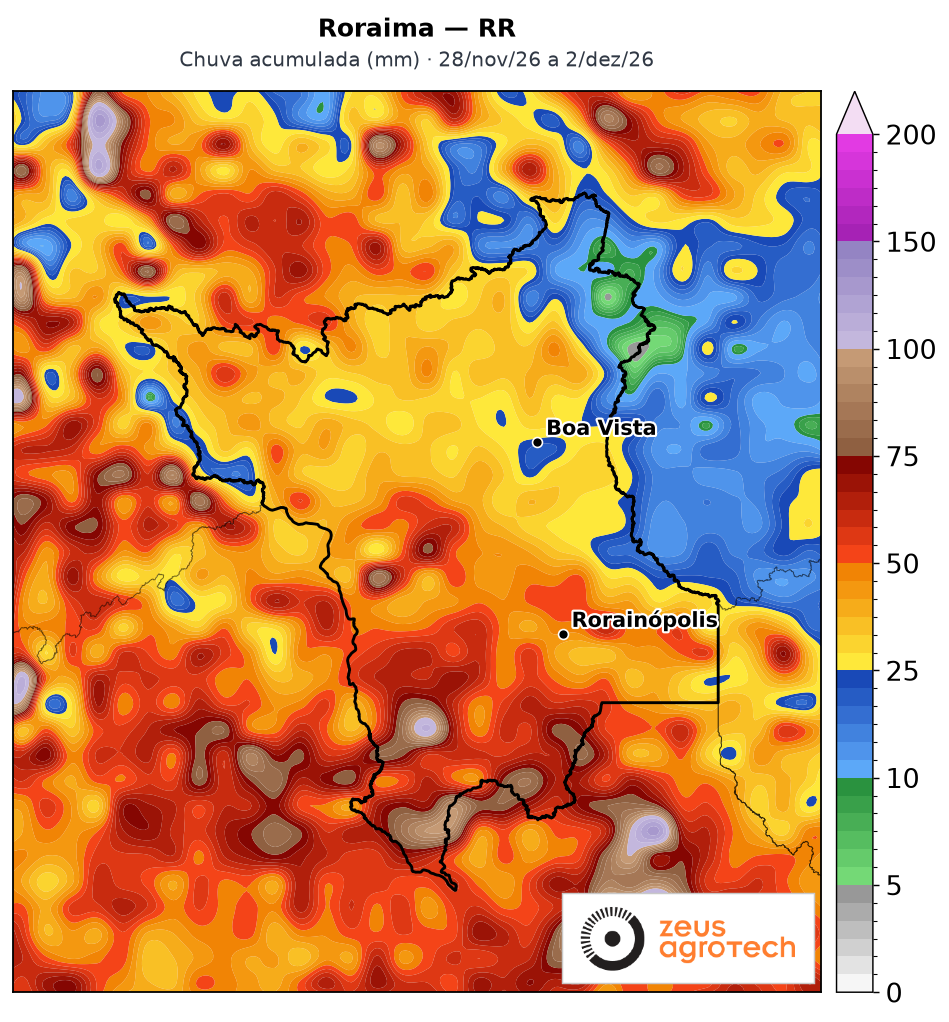 Roraima — RR
Chuva acumulada (mm) · 28/nov/26 a 2/dez/26
200
150
100
75
50
25
10
5
0
Boa Vista
Rorainópolis
zeus
agrotech